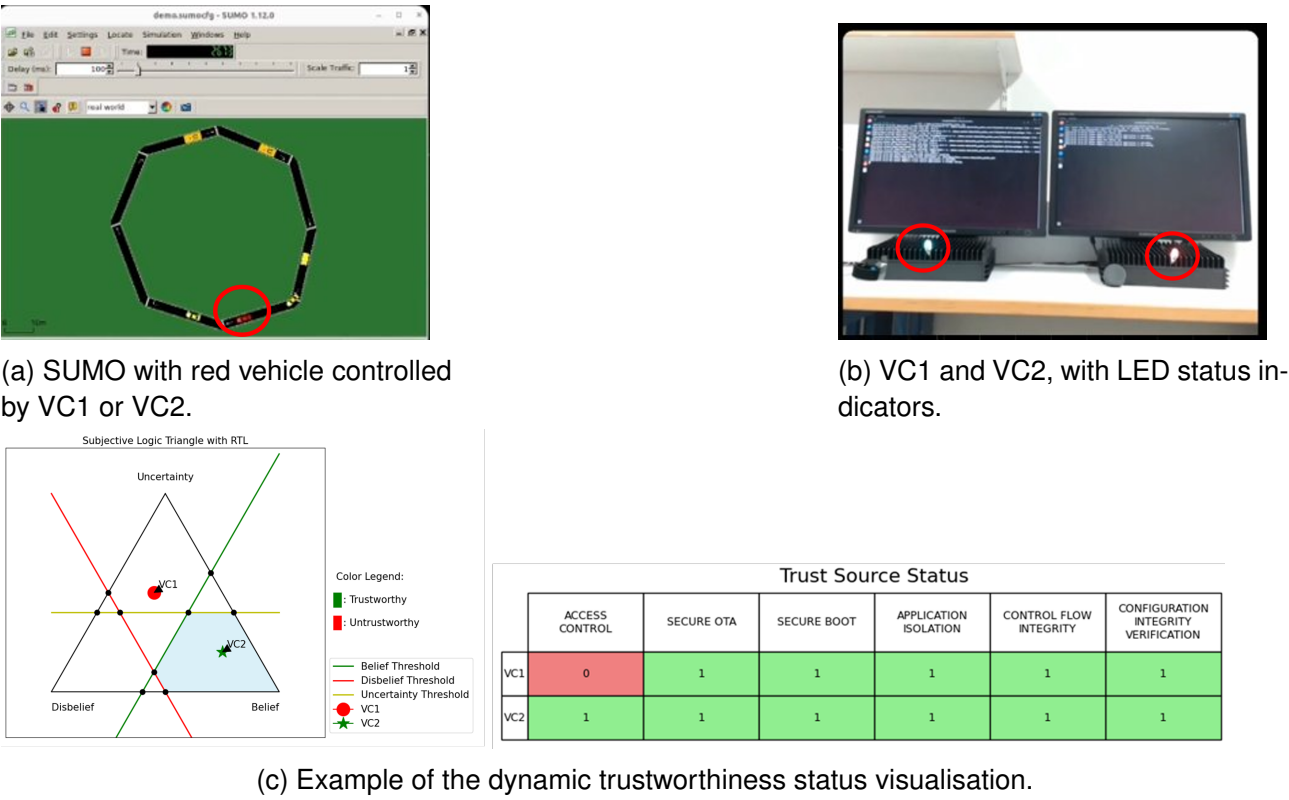 demo.sumocfg - SUMO 1.12.0
File Edit Settings Locate Simulation Windows Help
Time:
Delay (ms): 100 Scale Traffic: 1
real world
(a) SUMO with red vehicle controlled
by VC1 or VC2.
(b) VC1 and VC2, with LED status in-
dicators.
Subjective Logic Triangle with RTL
Uncertainty
VC1
VC2
Disbelief Belief
Color Legend:
: Trustworthy
: Untrustworthy
Belief Threshold
Disbelief Threshold
Uncertainty Threshold
VC1
VC2
Trust Source Status
ACCESS CONTROL SECURE OTA SECURE BOOT APPLICATION ISOLATION CONTROL FLOW INTEGRITY CONFIGURATION INTEGRITY VERIFICATION
VC1 0 1 1 1 1 1
VC2 1 1 1 1 1 1
(c) Example of the dynamic trustworthiness status visualisation.